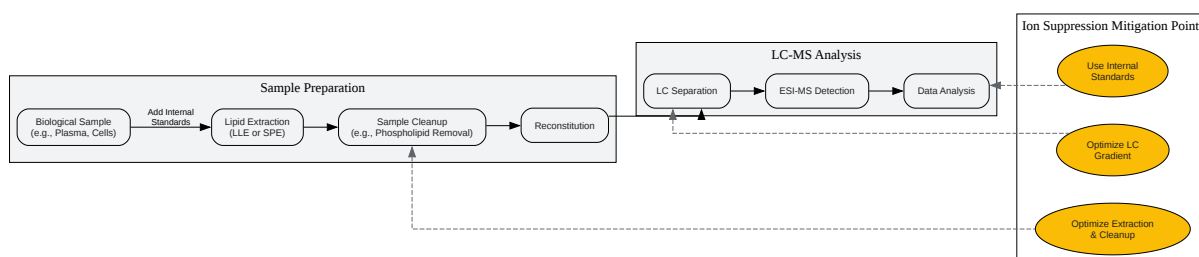 Sample Preparation
Biological Sample
(e.g., Plasma, Cells)
Add Internal
Standards
Lipid Extraction
(LLE or SPE)
Sample Cleanup
(e.g., Phospholipid Removal)
Reconstitution
LC-MS Analysis
LC Separation
ESI-MS Detection
Data Analysis
Ion Suppression Mitigation Point
Use Internal
Standards
Optimize LC
Gradient
Optimize Extraction
& Cleanup